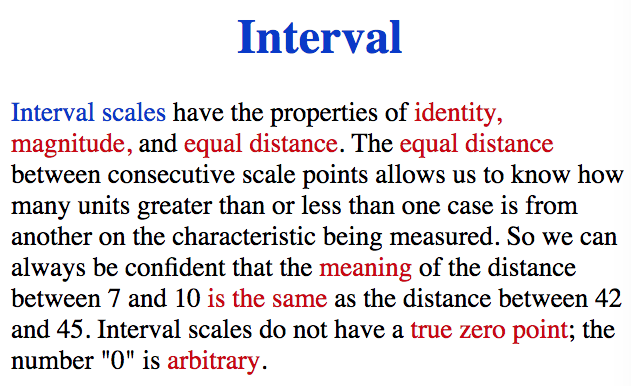 Interval
Interval scales have the properties of identity,
magnitude, and equal distance. The equal distance
between consecutive scale points allows us to know how
many units greater than or less than one case is from
another on the characteristic being measured. So we can
always be confident that the meaning of the distance
between 7 and 10 is the same as the distance between 42
and 45. Interval scales do not have a true zero point; the
number "0" is arbitrary.